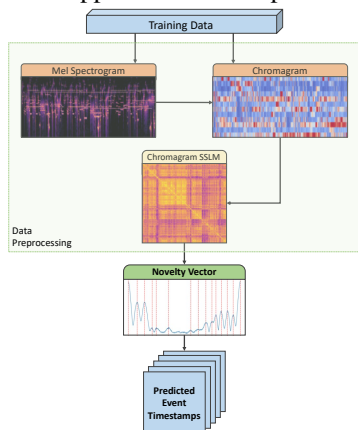 Training Data
Mel Spectrogram
Chromagram
Chromagram SSLM
Data
Preprocessing
Novelty Vector
Predicted
Event
Timestamps